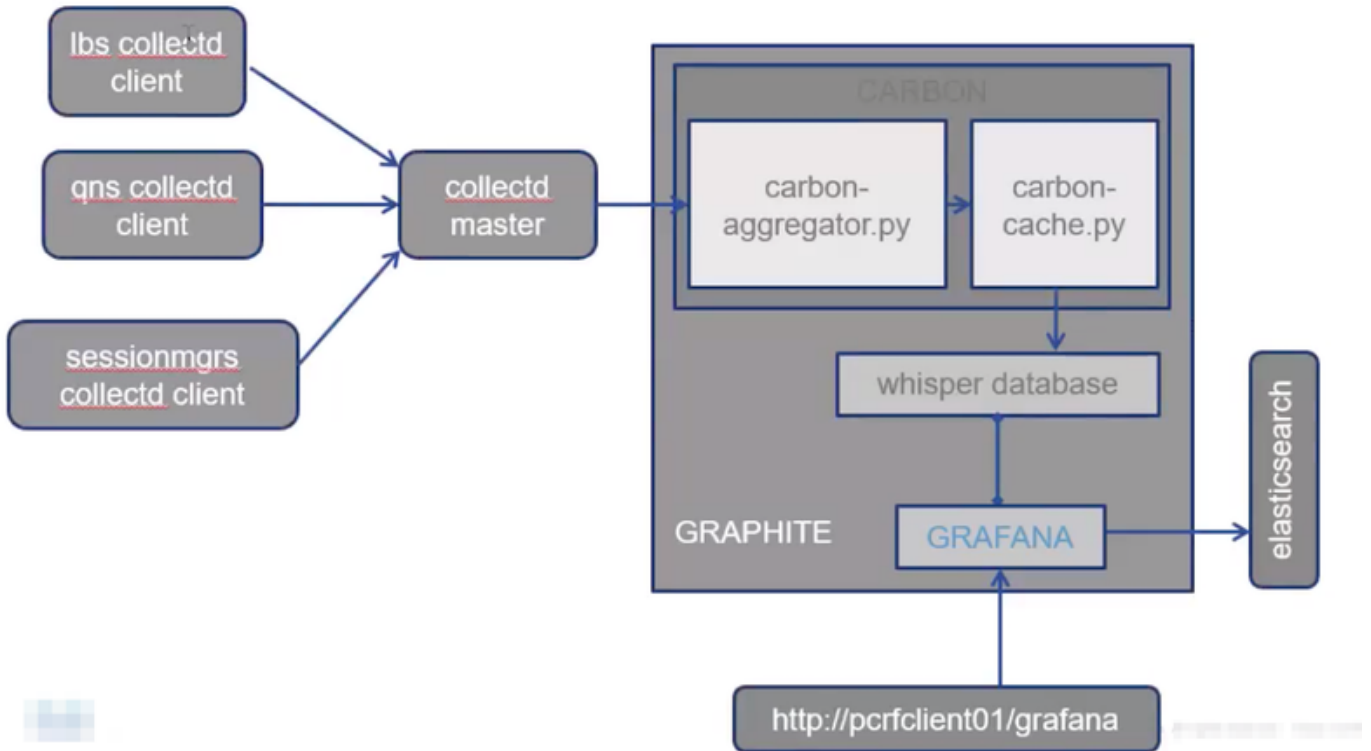 lbs collectd
client
qns collectd
client
sessionmgrs
collectd client
collectd
master
CARBON
carbon-
aggregator.py
carbon-
cache.py
whisper database
GRAPHITE
GRAFANA
elasticsearch
http://pcrfclient01/grafana